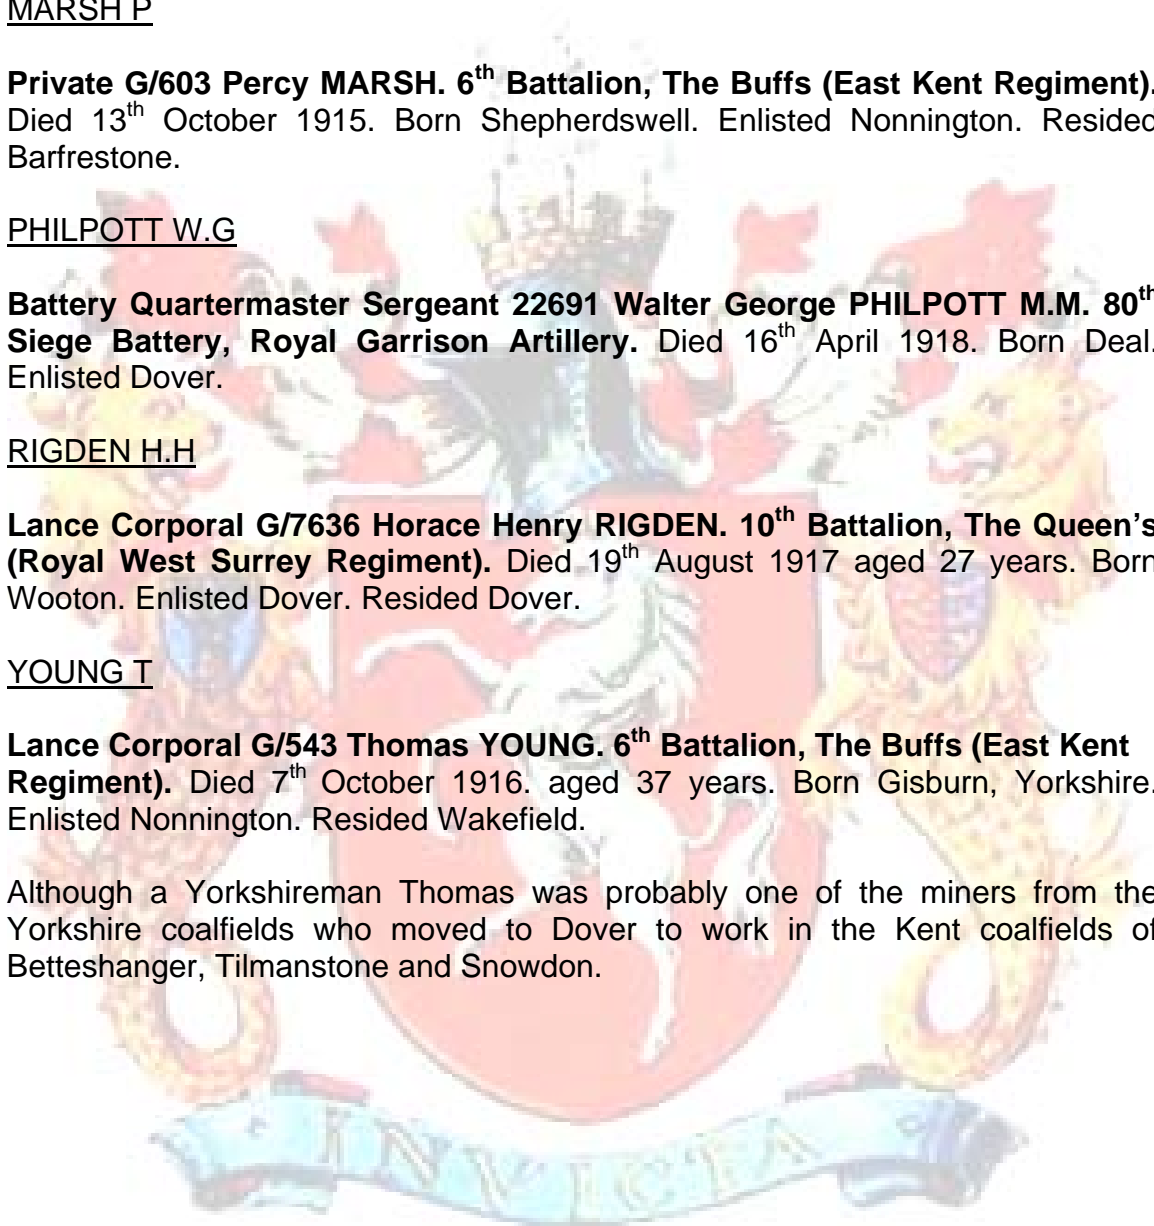 MARSH P
Private G/603 Percy MARSH. 6th Battalion, The Buffs (East Kent Regiment).
Died 13th October 1915. Born Shepherdswell. Enlisted Nonnington. Resided
Barfrestone.
PHILPOTT W.G
Battery Quartermaster Sergeant 22691 Walter George PHILPOTT M.M. 80th
Siege Battery, Royal Garrison Artillery. Died 16th April 1918. Born Deal.
Enlisted Dover.
RIGDEN H.H
Lance Corporal G/7636 Horace Henry RIGDEN. 10th Battalion, The Queen’s
(Royal West Surrey Regiment). Died 19th August 1917 aged 27 years. Born
Wooton. Enlisted Dover. Resided Dover.
YOUNG T
Lance Corporal G/543 Thomas YOUNG. 6th Battalion, The Buffs (East Kent
Regiment). Died 7th October 1916. aged 37 years. Born Gisburn, Yorkshire.
Enlisted Nonnington. Resided Wakefield.
Although a Yorkshireman Thomas was probably one of the miners from the
Yorkshire coalfields who moved to Dover to work in the Kent coalfields of
Betteshanger, Tilmanstone and Snowdon.
INVICTA